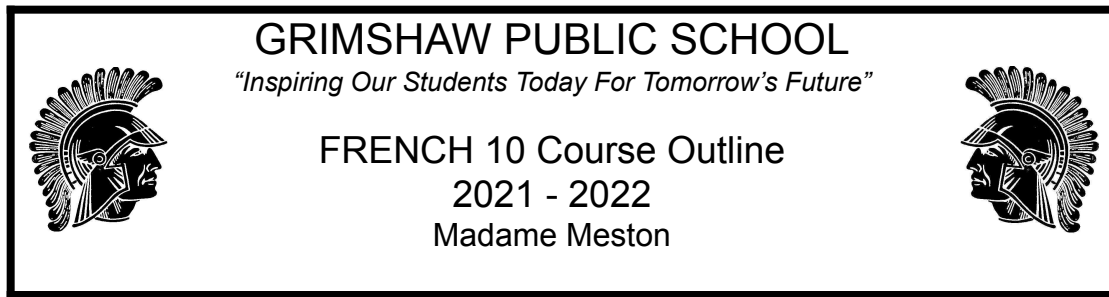 GRIMSHAW PUBLIC SCHOOL
“Inspiring Our Students Today For Tomorrow’s Future”
FRENCH 10 Course Outline
2021 - 2022
Madame Meston